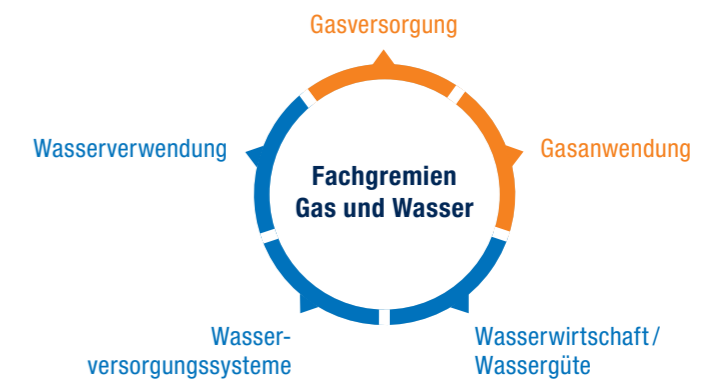 Gasversorgung
Wasserverwendung
Gasanwendung
Fachgremien
Gas und Wasser
Wasser-
versorgungssysteme
Wasserwirtschaft/
Wassergüte